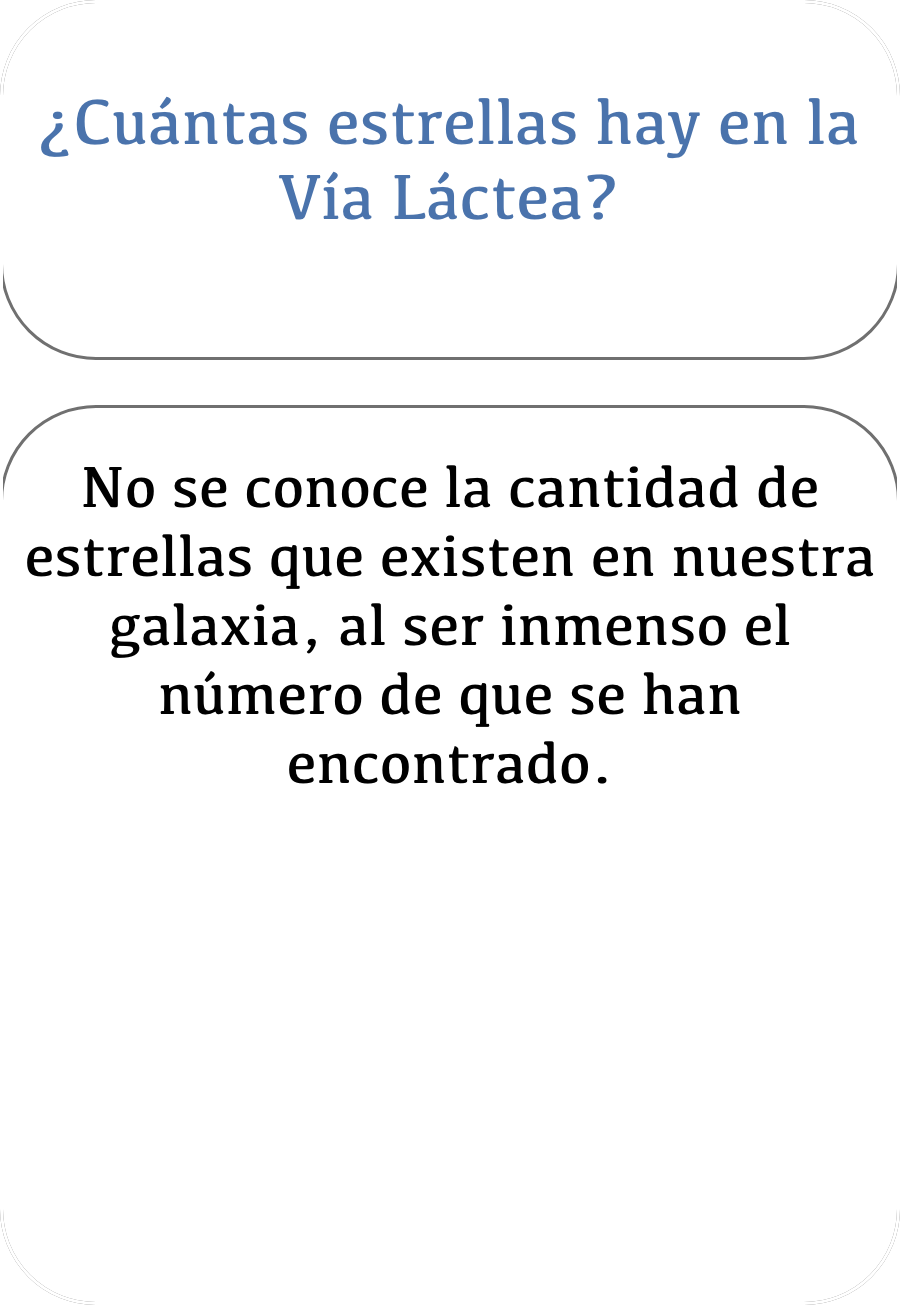 ¿Cuántas estrellas hay en la
Vía Láctea?
No se conoce la cantidad de
estrellas que existen en nuestra
galaxia, al ser inmenso el
número de que se han
encontrado.